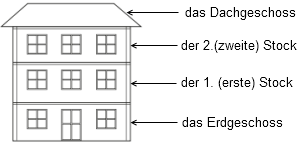 das Dachgeschoss
der 2.(zweite) Stock
der 1. (erste) Stock
das Erdgeschoss